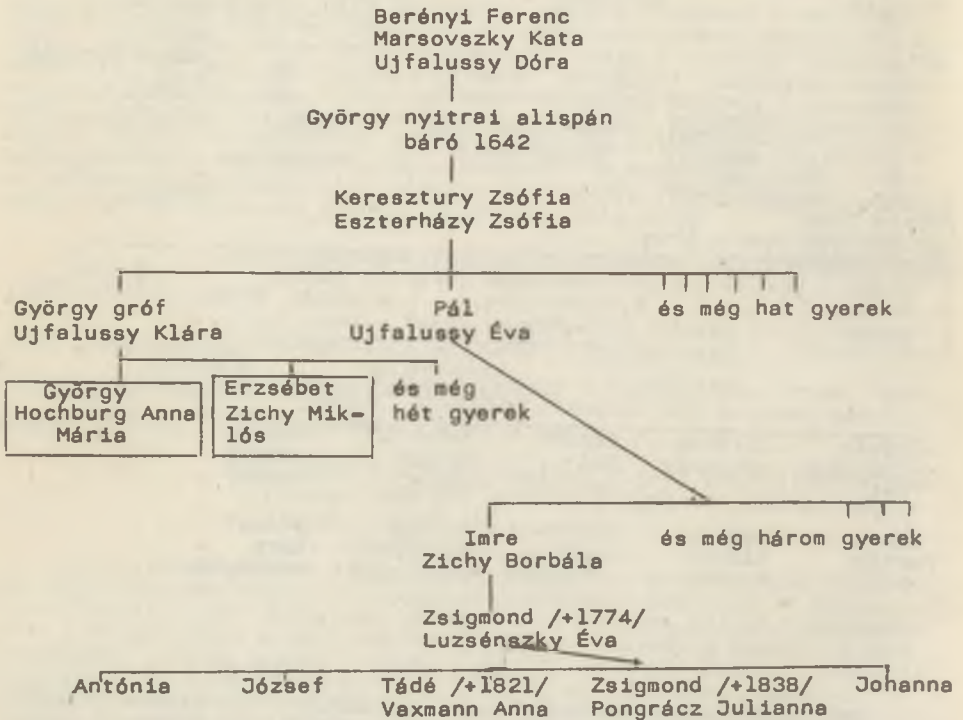 Berényi Ferenc
Marsovszky Kata
Ujfalussy Dóra
György nyitrai alispán
báró 1642
Keresztury Zsófia
Eszterházy Zsófia
György gróf
Ujfalussy Klára
Pál
Ujfalussy Éva
és még hat gyerek
György
Hochburg Anna
Mária
Erzsébet
Zichy Mik-
lós
és még
hét gyerek
Imre
Zichy Borbála
és még három gyerek
Zsigmond /+1774/
Luzsénszky Éva
Antónia
József
Tádé /+1821/
Vaxmann Anna
Zsigmond /+1838/
Pongrácz Julianna
Johanna